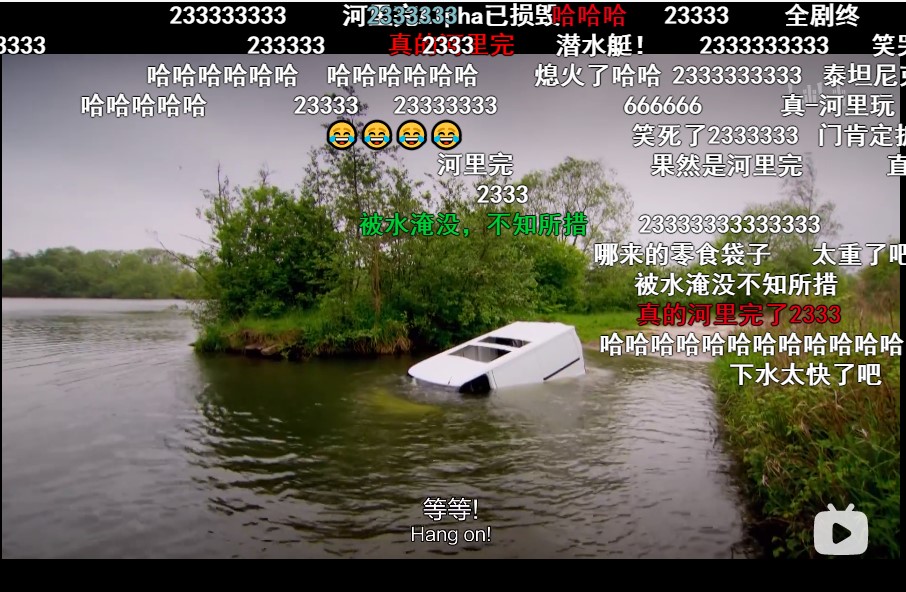 233333333 河里完 pha已损毁 哈哈哈 23333 全剧终
3333 233333 真的河里完 2333 潜水艇！ 2333333333 笑
哈哈哈哈哈哈 哈哈哈哈哈哈 熄火了哈哈 2333333333 泰坦尼克
哈哈哈哈哈 23333 23333333 666666 真-河里玩
😂😂😂😂 笑死了2333333 门肯定
河里完 果然是河里完 直
2333
被水淹没，不知所措 23333333333333
哪来的零食袋子 太重了吧
被水淹没不知所措
真的河里完了2333
哈哈哈哈哈哈哈哈哈哈哈哈
下水太快了吧
等等!
Hang on!